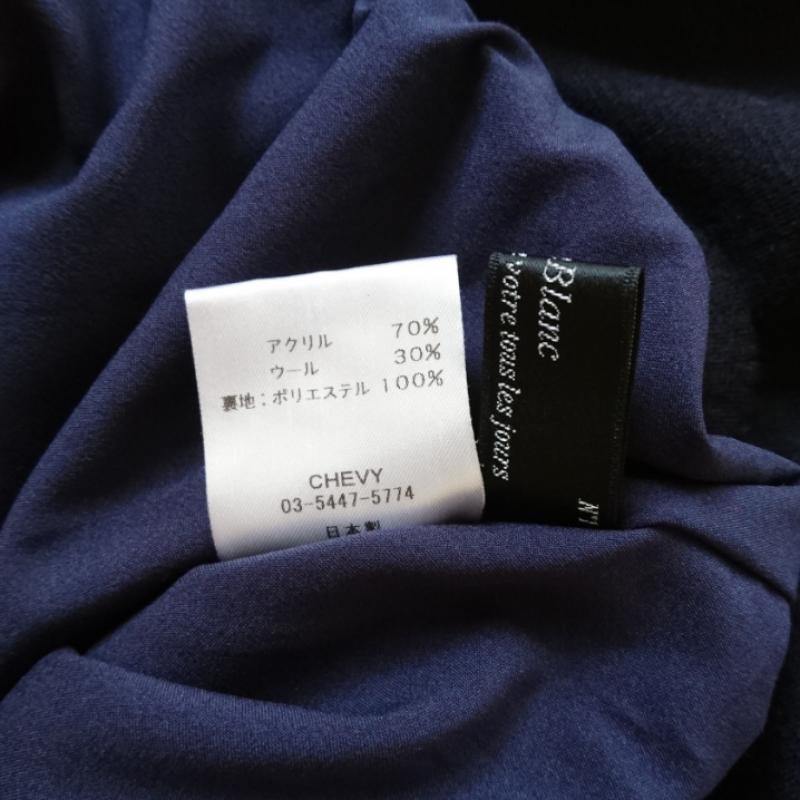 アクリル 70%
ウール 30%
裏地:ポリエステル 100%
CHEVY
03-5447-5774
日本製
Blanc
votre tous les jours